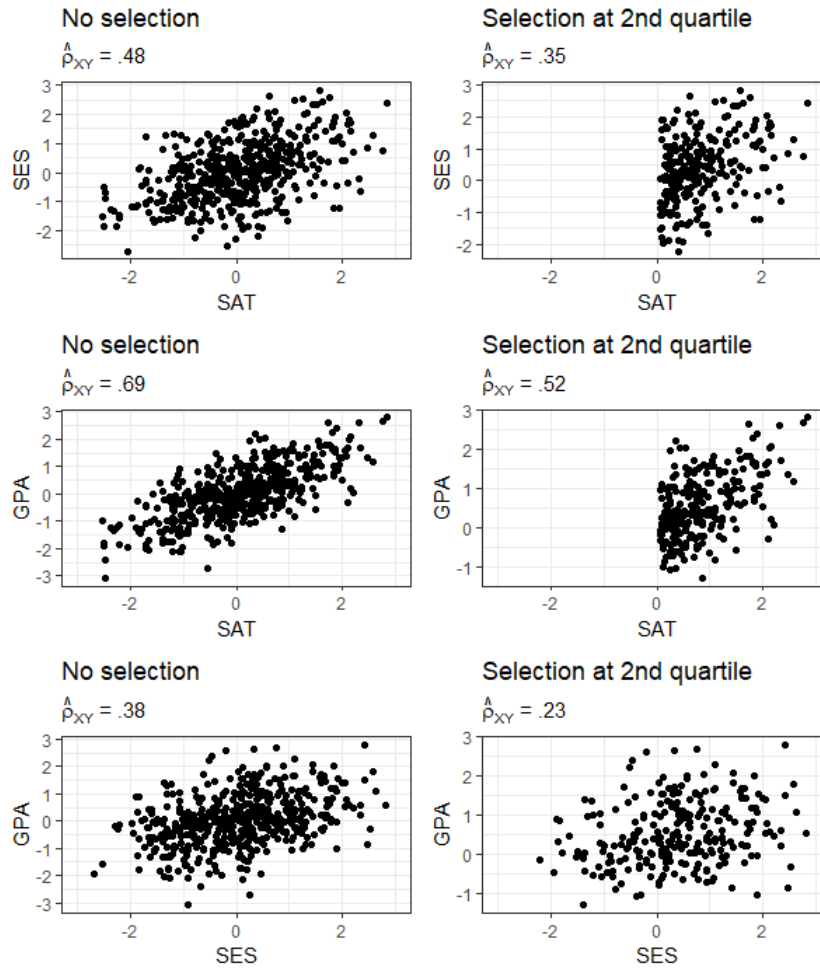 No selection
ρ̂XY = .48
3
2
1
0
-1
-2
SES
-2 0 2
SAT
Selection at 2nd quartile
ρ̂XY = .35
3
2
1
0
-1
-2
SES
-2 0 2
SAT
No selection
ρ̂XY = .69
3
2
1
0
-1
-2
-3
GPA
-2 0 2
SAT
Selection at 2nd quartile
ρ̂XY = .52
3
2
1
0
-1
GPA
-2 0 2
SAT
No selection
ρ̂XY = .38
3
2
1
0
-1
-2
-3
GPA
-2 0 2
SES
Selection at 2nd quartile
ρ̂XY = .23
3
2
1
0
-1
GPA
-2 0 2
SES